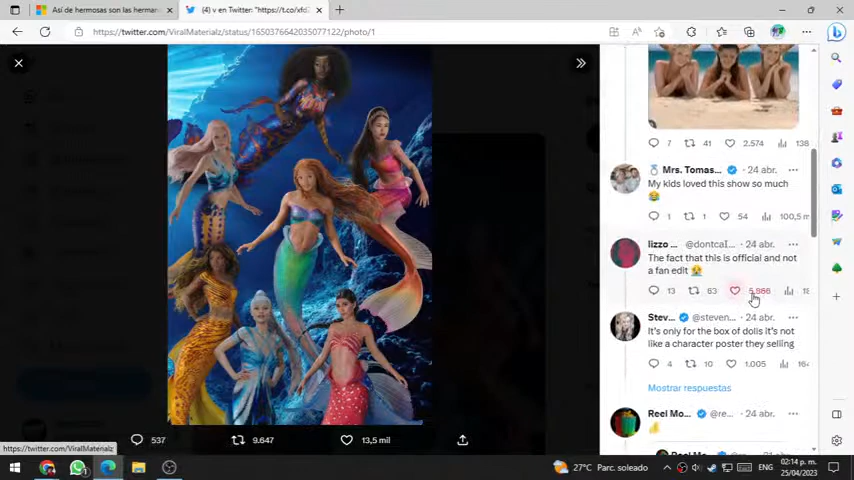 Así de hermosas son las herman
(4) v en Twitter: "https://t.co/xfd
https://twitter.com/ViralMaterialz/status/1650376642035077122/photo/1
7 41 2.574 138
Mrs. Tomas... · 24 abr.
My kids loved this show so much
😂
1 1 54 100,5 m
lizzo ... @dontcaI... · 24 abr.
The fact that this is official and not
a fan edit 😭
13 63 5.866 18
Stev... @steven... · 24 abr.
It's only for the box of dolls it's not
like a character poster they selling
4 10 1.005 164
Mostrar respuestas
Reel Mo... @re... · 24 abr.
537 9.647 13,5 mil
https://twitter.com/ViralMaterialz
27°C Parc. soleado
ENG
02:14 p. m.
25/04/2023